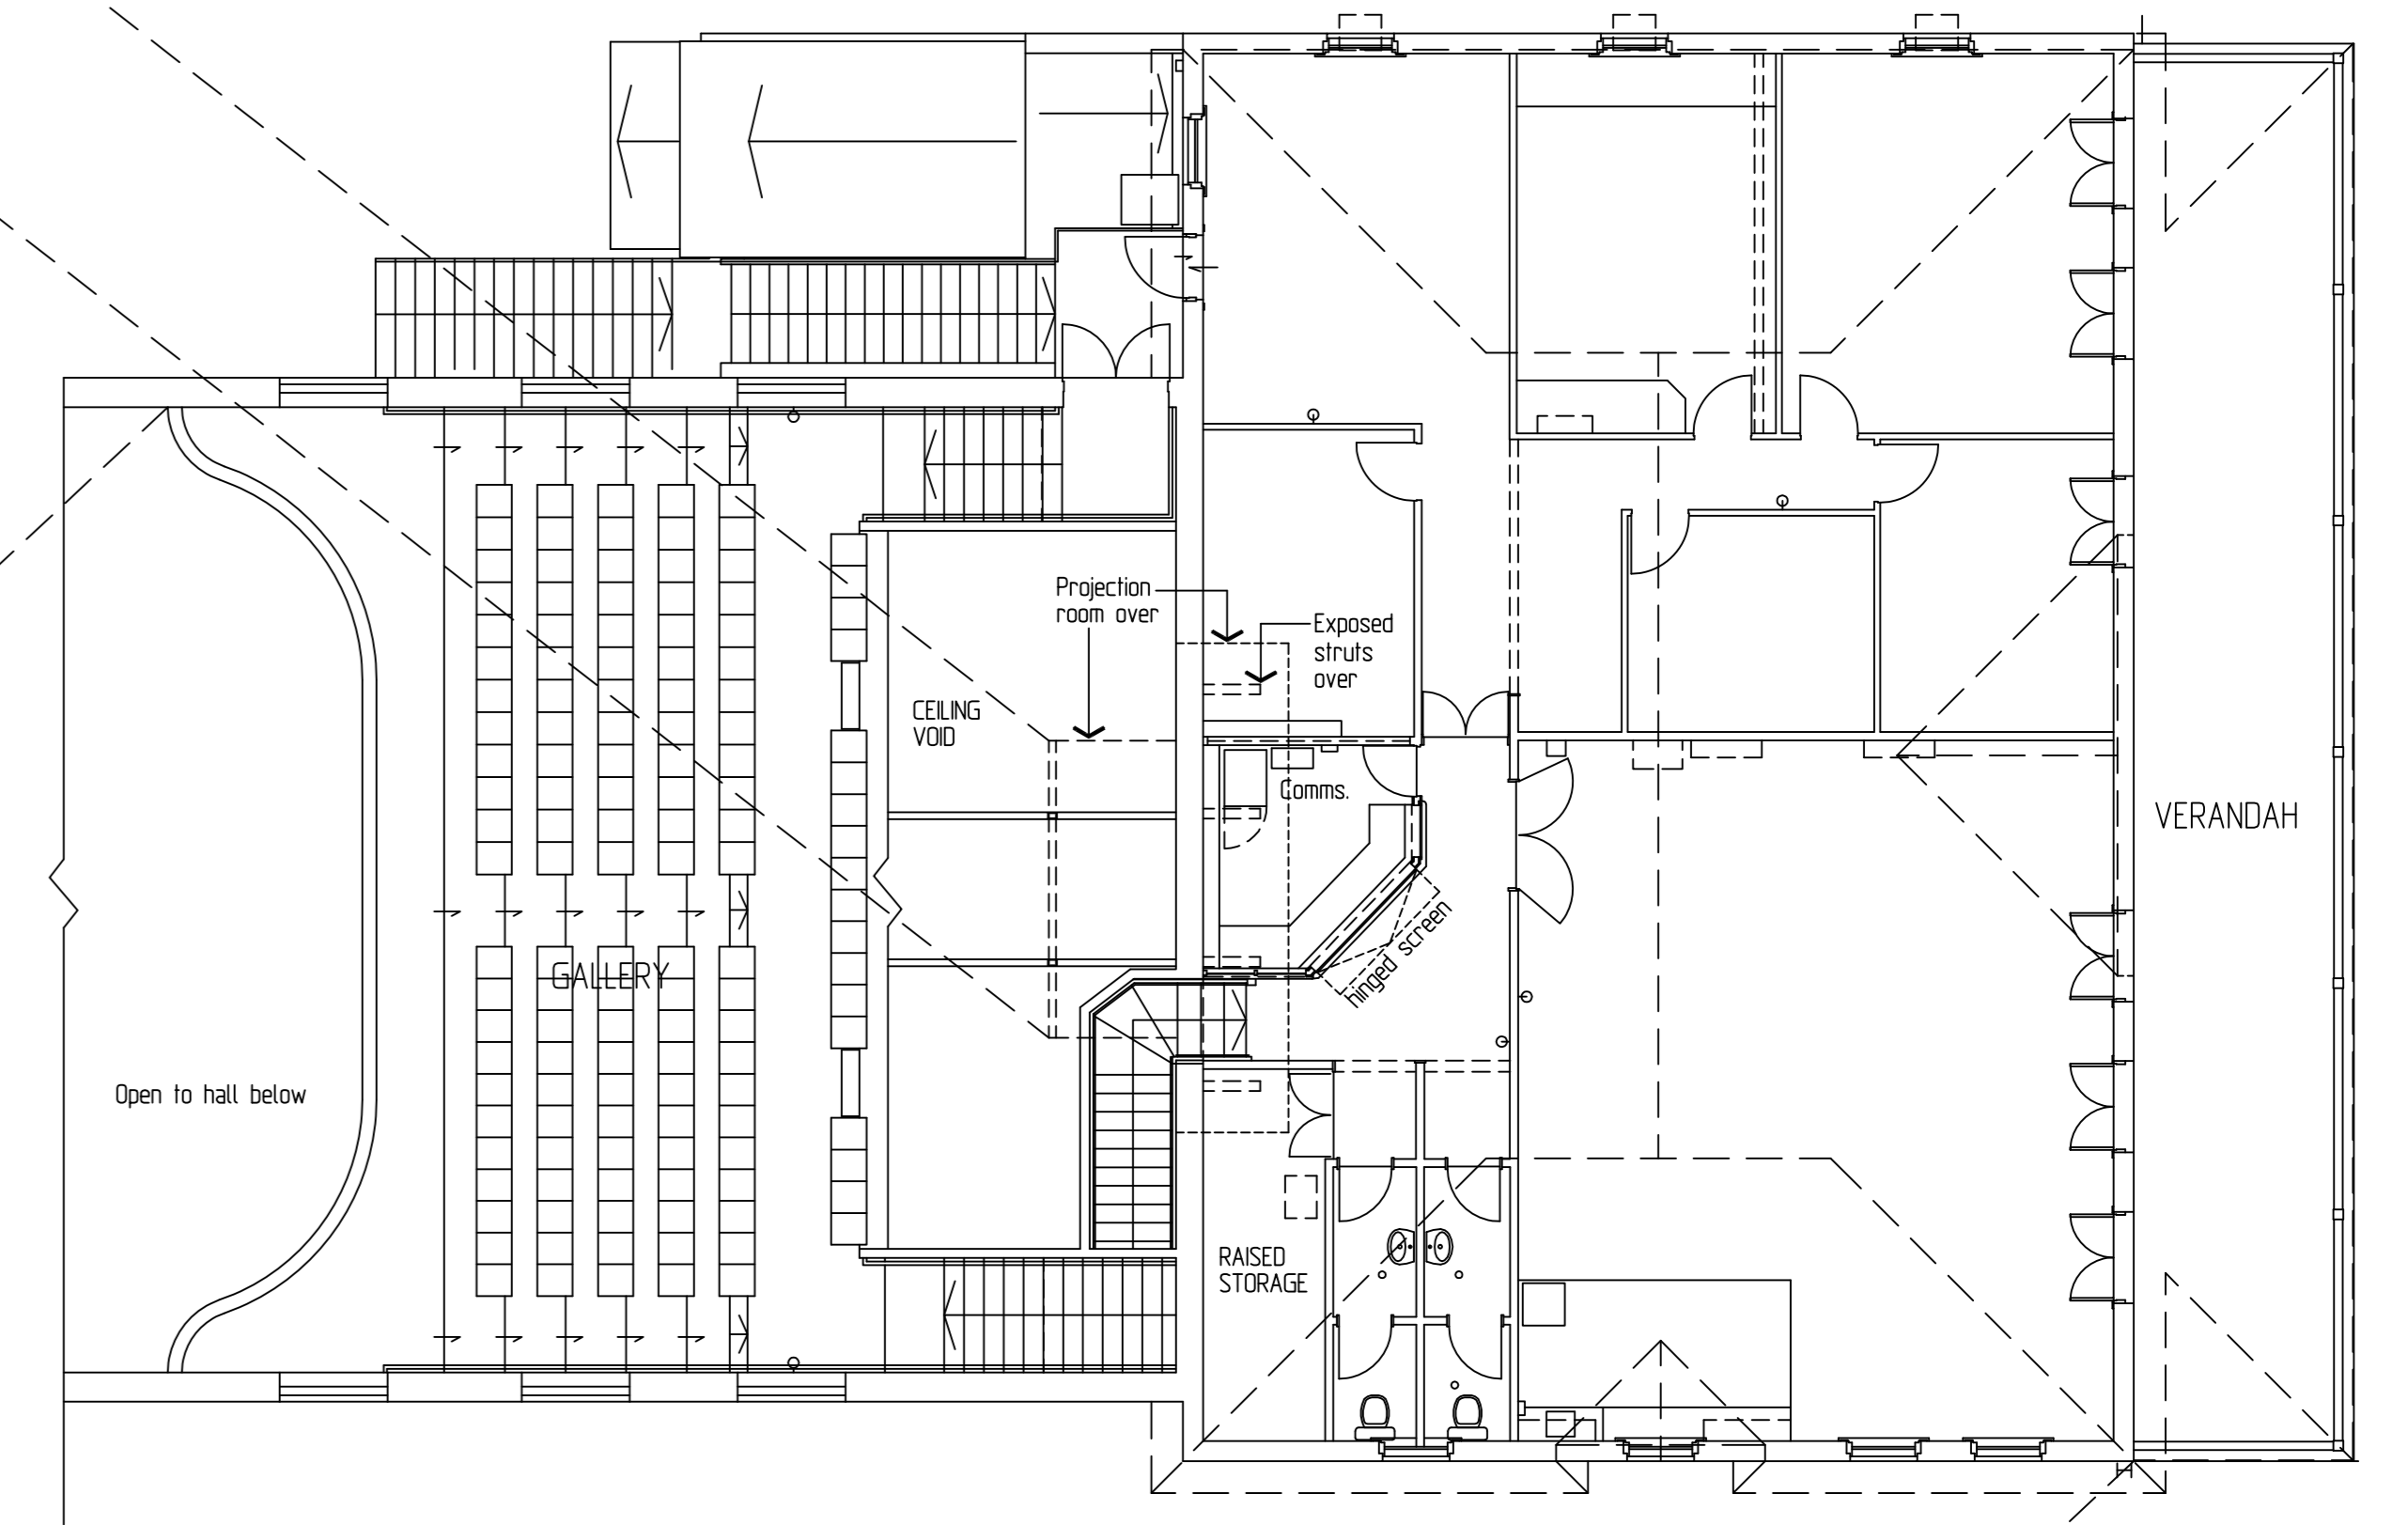 Projection
room over
Exposed
struts
over
CEILING
VOID
Comms.
VERANDAH
hinged screen
GALLERY
Open to hall below
RAISED
STORAGE